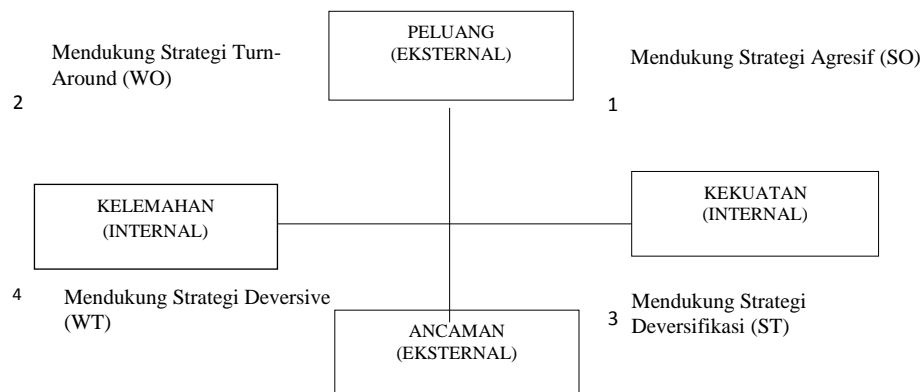 PELUANG
(EKSTERNAL)
Mendukung Strategi Turn-
Around (WO)
2
Mendukung Strategi Agresif (SO)
1
KELEMAHAN
(INTERNAL)
KEKUATAN
(INTERNAL)
4
Mendukung Strategi Deversive
(WT)
3
Mendukung Strategi
Deversifikasi (ST)
ANCAMAN
(EKSTERNAL)